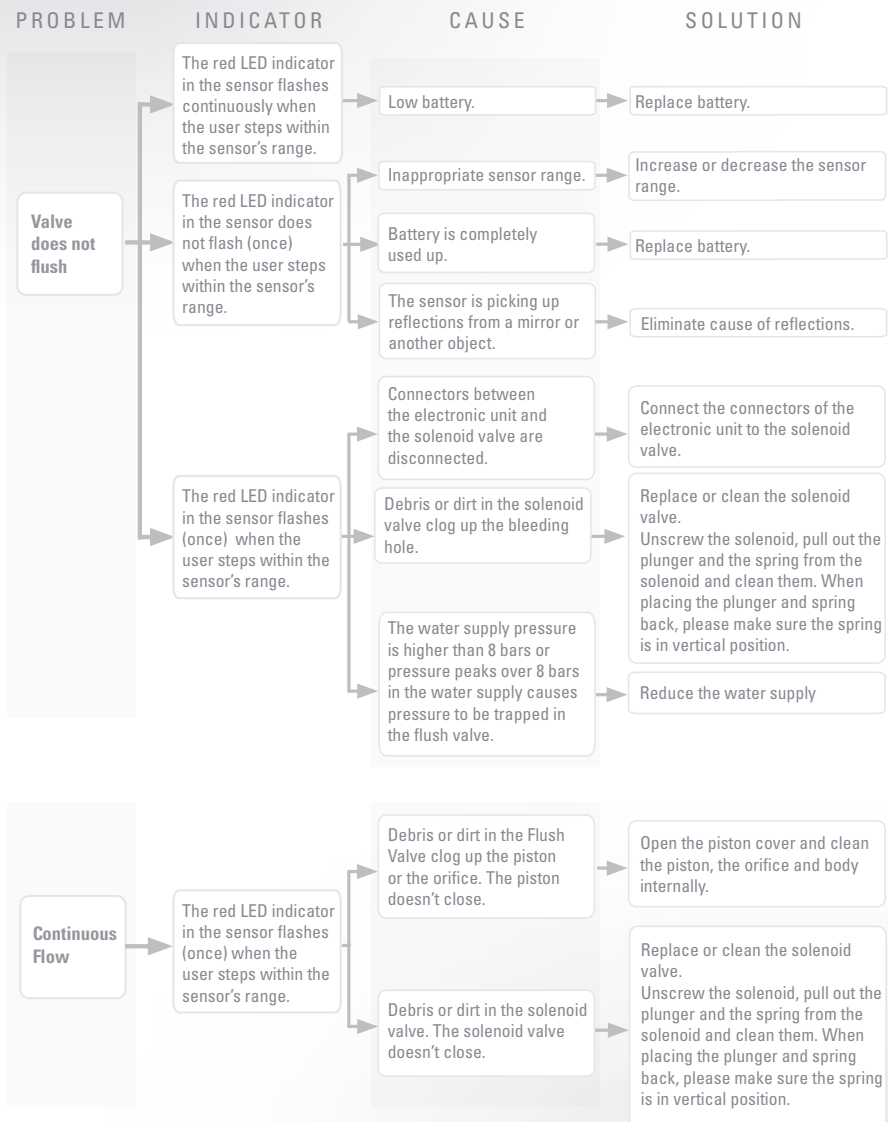 PROBLEM
INDICATOR
CAUSE
SOLUTION
Valve
does not
flush
The red LED indicator
in the sensor flashes
continuously when
the user steps within
the sensor's range.
Low battery.
Replace battery.
The red LED indicator
in the sensor does
not flash (once)
when the user steps
within the sensor's
range.
Inappropriate sensor range.
Increase or decrease the sensor
range.
Battery is completely
used up.
Replace battery.
The sensor is picking up
reflections from a mirror or
another object.
Eliminate cause of reflections.
The red LED indicator
in the sensor flashes
(once) when the
user steps within the
sensor's range.
Connectors between
the electronic unit and
the solenoid valve are
disconnected.
Connect the connectors of the
electronic unit to the solenoid
valve.
Debris or dirt in the solenoid
valve clog up the bleeding
hole.
Replace or clean the solenoid
valve.
Unscrew the solenoid, pull out the
plunger and the spring from the
solenoid and clean them. When
placing the plunger and spring
back, please make sure the spring
is in vertical position.
The water supply pressure
is higher than 8 bars or
pressure peaks over 8 bars
in the water supply causes
pressure to be trapped in
the flush valve.
Reduce the water supply
Continuous
Flow
The red LED indicator
in the sensor flashes
(once) when the
user steps within the
sensor's range.
Debris or dirt in the Flush
Valve clog up the piston
or the orifice. The piston
doesn't close.
Open the piston cover and clean
the piston, the orifice and body
internally.
Debris or dirt in the solenoid
valve. The solenoid valve
doesn't close.
Replace or clean the solenoid
valve.
Unscrew the solenoid, pull out the
plunger and the spring from the
solenoid and clean them. When
placing the plunger and spring
back, please make sure the spring
is in vertical position.